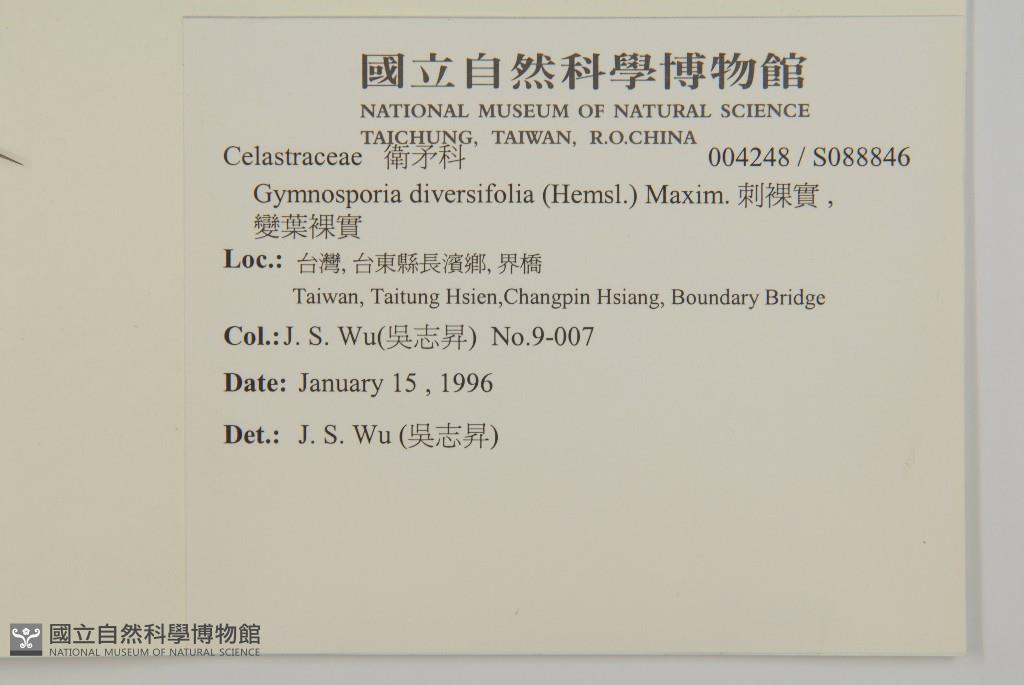 國立自然科學博物館
NATIONAL MUSEUM OF NATURAL SCIENCE
TAICHUNG, TAIWAN, R.O.CHINA
Celastraceae 衛矛科 004248 / S088846
Gymnosporia diversifolia (Hemsl.) Maxim. 刺裸實 ,
變葉裸實
Loc.: 台灣, 台東縣長濱鄉, 界橋
Taiwan, Taitung Hsien,Changpin Hsiang, Boundary Bridge
Col.: J. S. Wu(吳志昇) No.9-007
Date: January 15 , 1996
Det.: J. S. Wu (吳志昇)
國立自然科學博物館
NATIONAL MUSEUM OF NATURAL SCIENCE